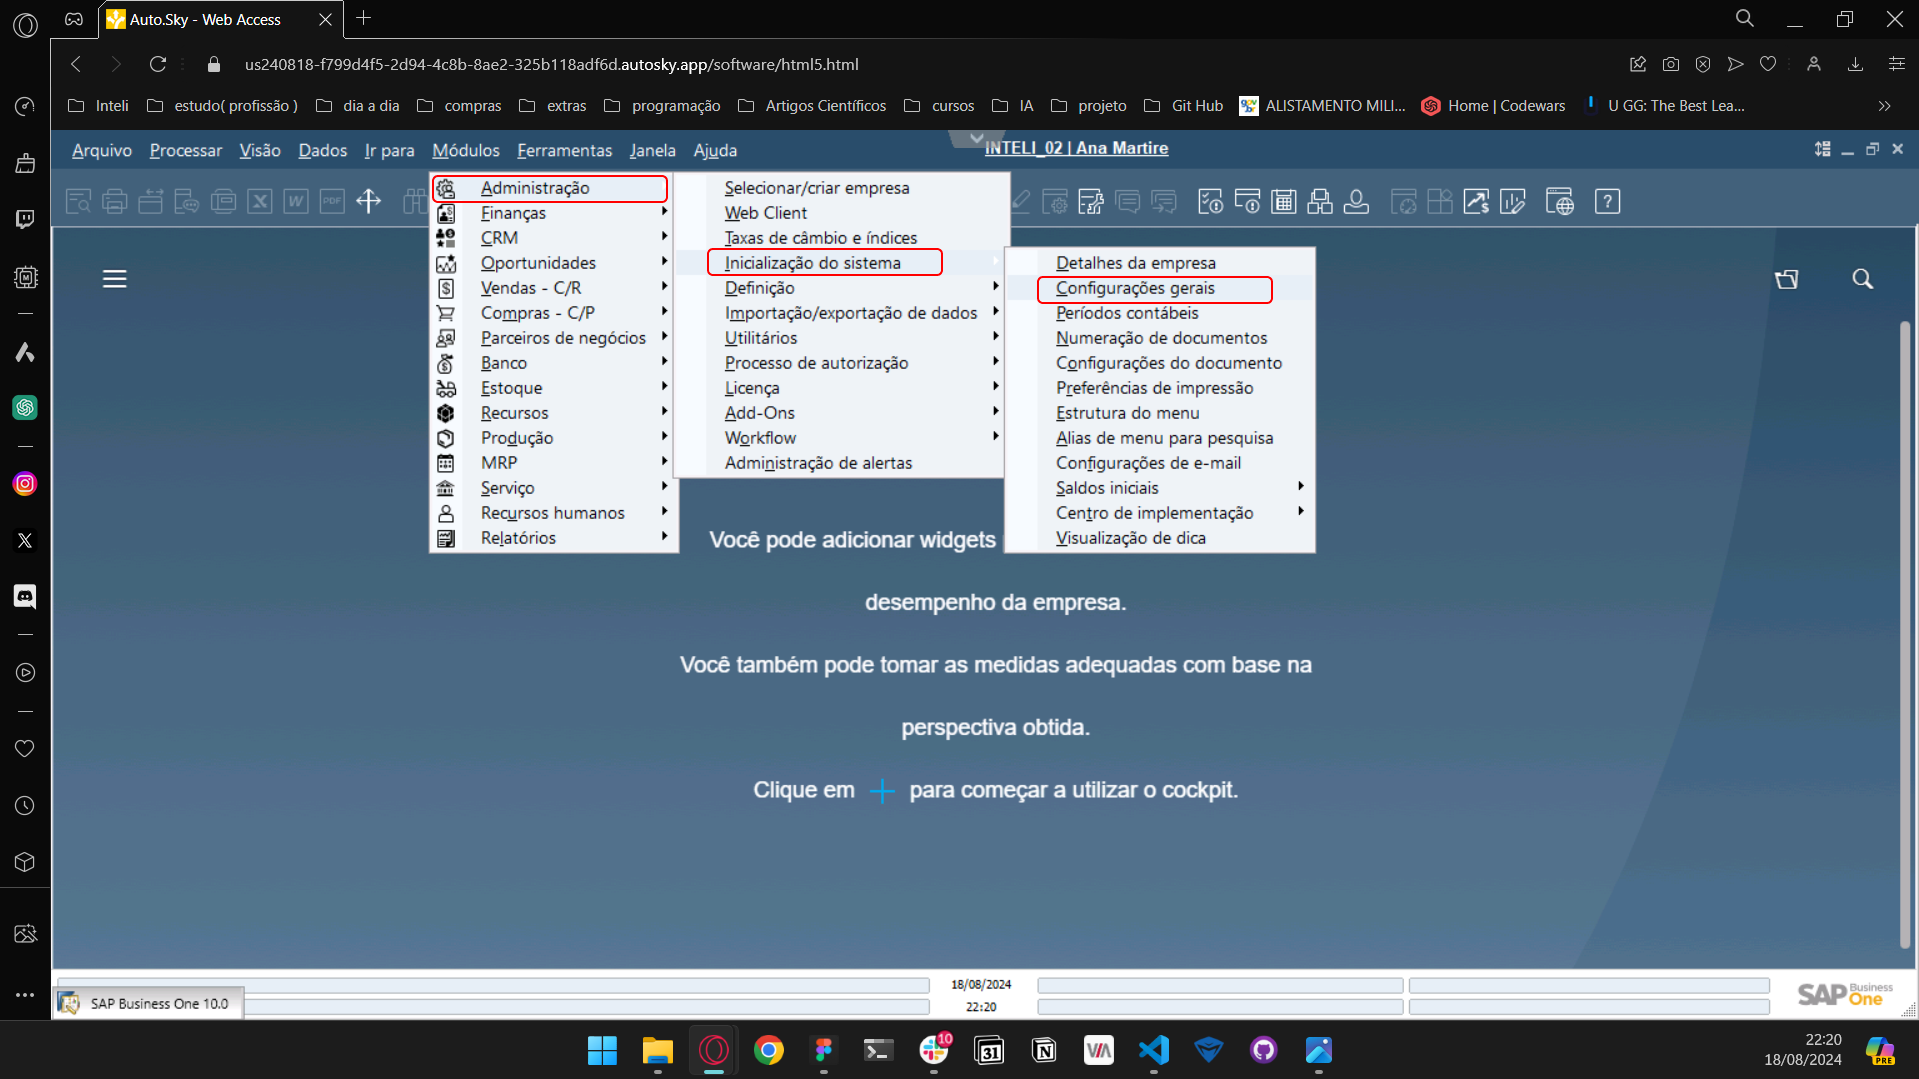 Auto.Sky - Web Access
us240818-f799d4f5-2d94-4c8b-8ae2-325b118adf6d.autosky.app/software/html5.html
Inteli estudo( profissão ) dia a dia compras extras programação Artigos Científicos cursos IA projeto Git Hub ALISTAMENTO MILI... Home | Codewars U GG: The Best Lea...
Arquivo Processar Visão Dados Ir para Módulos Ferramentas Janela Ajuda
INTELI_02 | Ana Martire
Administração
Finanças
CRM
Oportunidades
Vendas - C/R
Compras - C/P
Parceiros de negócios
Banco
Estoque
Recursos
Produção
MRP
Serviço
Recursos humanos
Relatórios
Selecionar/criar empresa
Web Client
Taxas de câmbio e índices
Inicialização do sistema
Definição
Importação/exportação de dados
Utilitários
Processo de autorização
Licença
Add-Ons
Workflow
Administração de alertas
Detalhes da empresa
Configurações gerais
Períodos contábeis
Numeração de documentos
Configurações do documento
Preferências de impressão
Estrutura do menu
Alias de menu para pesquisa
Configurações de e-mail
Saldos iniciais
Centro de implementação
Visualização de dica
Você pode adicionar widgets
desempenho da empresa.
Você também pode tomar as medidas adequadas com base na
perspectiva obtida.
Clique em + para começar a utilizar o cockpit.
18/08/2024
22:20
SAP Business One
SAP Business One 10.0
10
31
22:20
18/08/2024
PRE